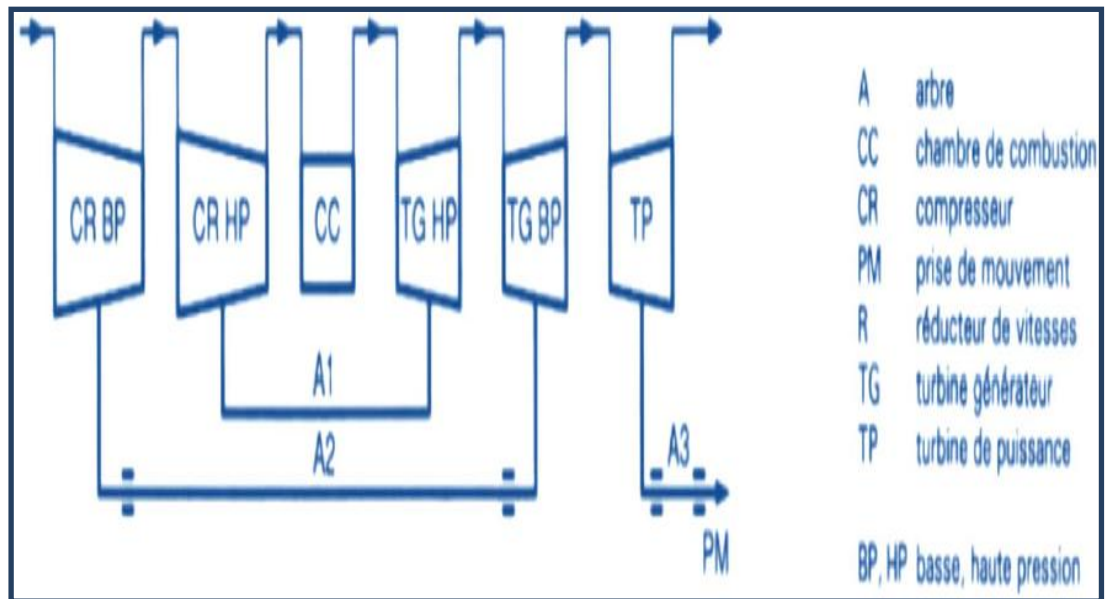 CR BP
CR HP
CC
TG HP
TG BP
TP
A1
A2
A3
PM
A arbre
CC chambre de combustion
CR compresseur
PM prise de mouvement
R réducteur de vitesses
TG turbine générateur
TP turbine de puissance
BP, HP basse, haute pression